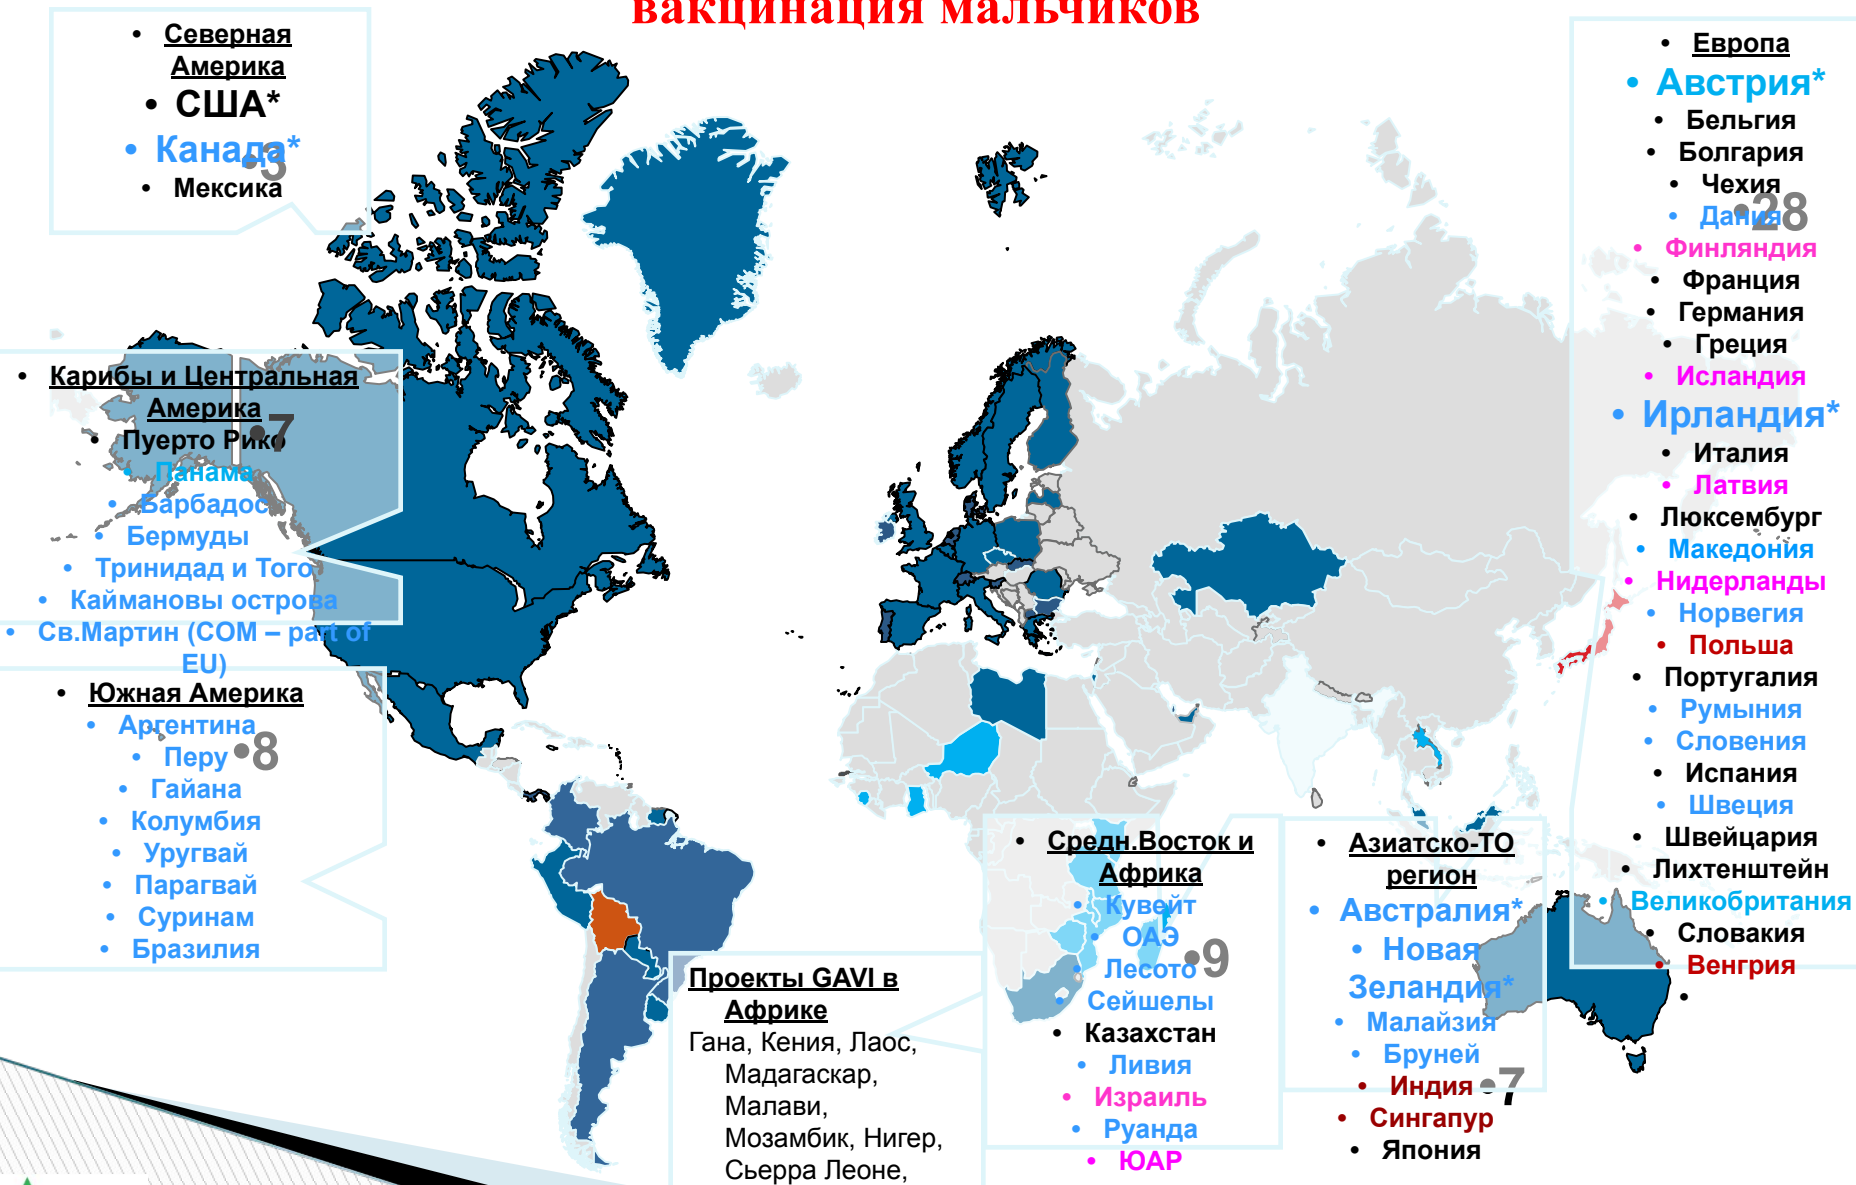 вакцинация мальчиков
• Северная
Америка
• США*
• Канада*
•3
• Мексика
• Карибы и Центральная
Америка
•7
• Пуерто Рико
• Панама
• Барбадос
• Бермуды
• Тринидад и Того
• Каймановы острова
• Св.Мартин (COM – part of
EU)
• Южная Америка
• Аргентина
• Перу
•8
• Гайана
• Колумбия
• Уругвай
• Парагвай
• Суринам
• Бразилия
Проекты GAVI в
Африке
Гана, Кения, Лаос,
Мадагаскар,
Малави,
Мозамбик, Нигер,
Сьерра Леоне,
• Средн.Восток и
Африка
• Кувейт
• ОАЭ
•9
• Лесото
• Сейшелы
• Казахстан
• Ливия
• Израиль
• Руанда
• ЮАР
• Азиатско-ТО
регион
• Австралия*
• Новая
Зеландия*
• Малайзия
• Бруней
• Индия
•7
• Сингапур
• Япония
• Европа
• Австрия*
• Бельгия
• Болгария
• Чехия
•28
• Дания
• Финляндия
• Франция
• Германия
• Греция
• Исландия
• Ирландия*
• Италия
• Латвия
• Люксембург
• Македония
• Нидерланды
• Норвегия
• Польша
• Португалия
• Румыния
• Словения
• Испания
• Швеция
• Швейцария
• Лихтенштейн
• Великобритания
• Словакия
• Венгрия
•